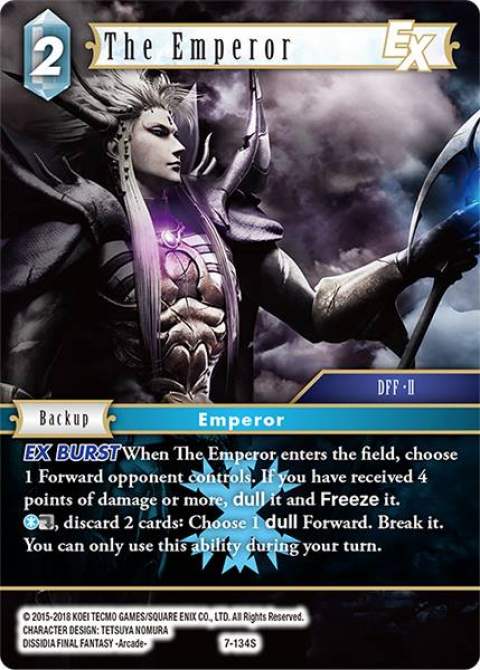 2
The Emperor
EX
DFF · II
Backup
Emperor
EX BURST When The Emperor enters the field, choose
1 Forward opponent controls. If you have received 4
points of damage or more, dull it and Freeze it.
, discard 2 cards: Choose 1 dull Forward. Break it.
You can only use this ability during your turn.
© 2015-2018 KOEI TECMO GAMES/SQUARE ENIX CO., LTD. All Rights Reserved.
CHARACTER DESIGN: TETSUYA NOMURA
DISSIDIA FINAL FANTASY -Arcade-
7-134S